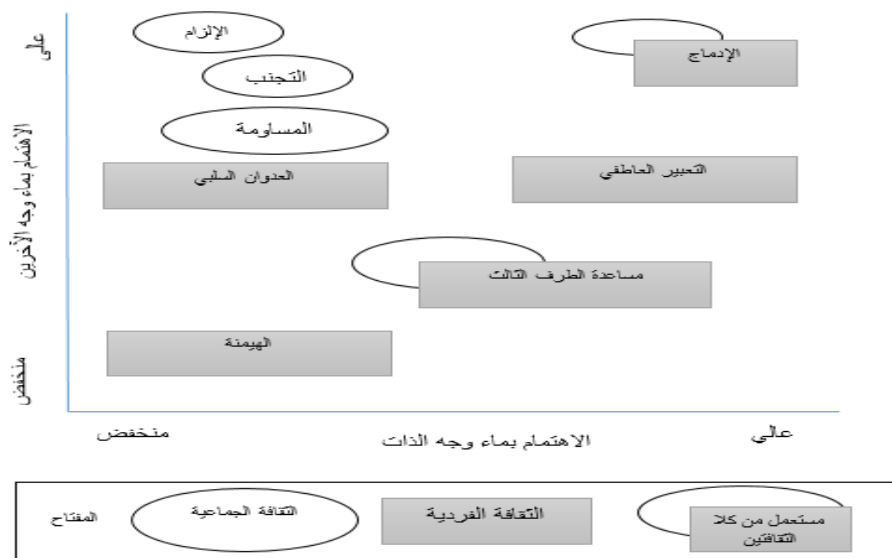 عالى
الإلزام
الإدماج
التجنب
المساومة
الاهتمام بماء وجه الآخرين
العدوان السلبي
التعبير العاطفي
مساعدة الطرف الثالث
الهيمنة
منخفض
منخفض
الاهتمام بماء وجه الذات
عالي
المفتاح
الثقافة الجماعية
الثقافة الفردية
مستعمل من كلا
الثقافتين